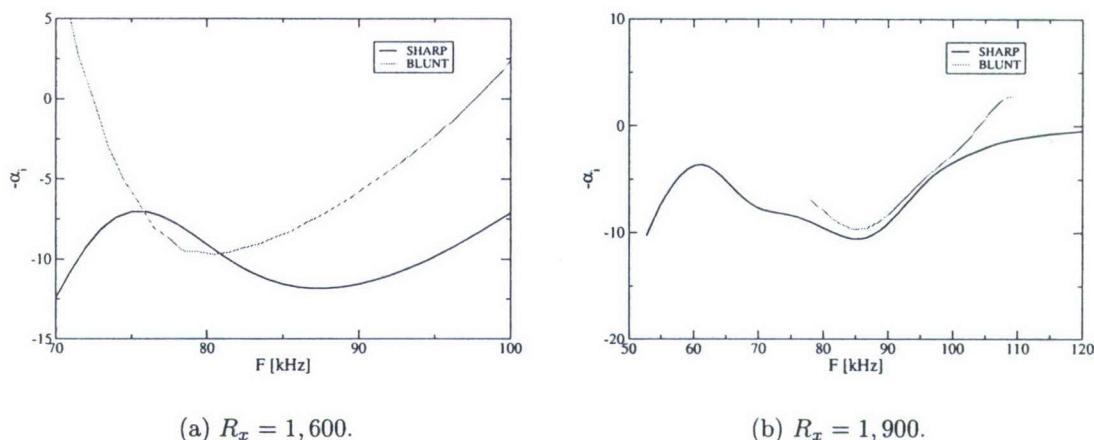 5
0
-5
-10
-15
-α_i
70 80 90 100
F [kHz]
SHARP
BLUNT
(a) R_x = 1,600.
10
0
-10
-20
-α_i
50 60 70 80 90 100 110 120
F [kHz]
SHARP
BLUNT
(b) R_x = 1,900.